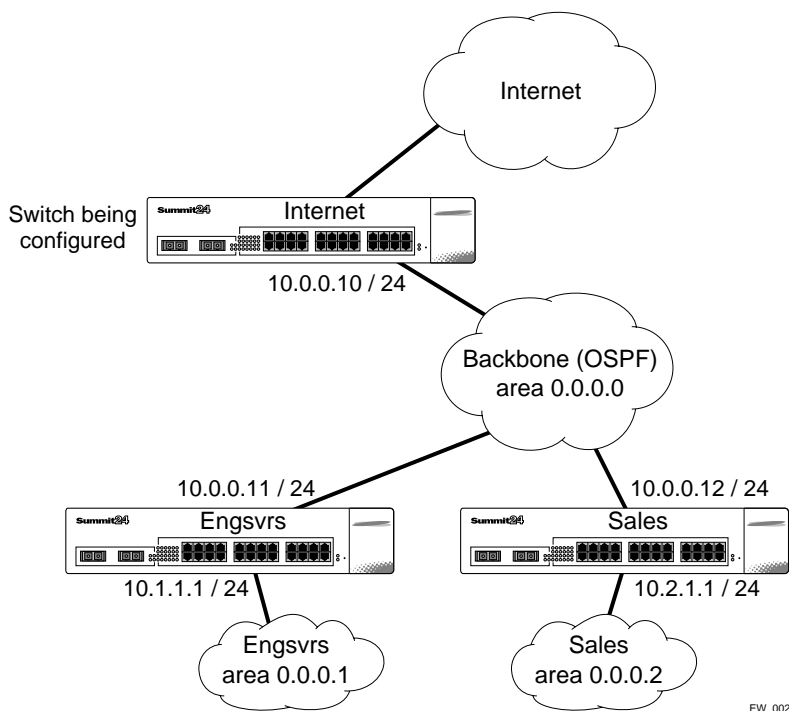 Internet
Summit24
Internet
Switch being
configured
10.0.0.10 / 24
Backbone (OSPF)
area 0.0.0.0
10.0.0.11 / 24
10.0.0.12 / 24
Summit24
Engsvrs
Summit24
Sales
10.1.1.1 / 24
10.2.1.1 / 24
Engsvrs
area 0.0.0.1
Sales
area 0.0.0.2
EW_002